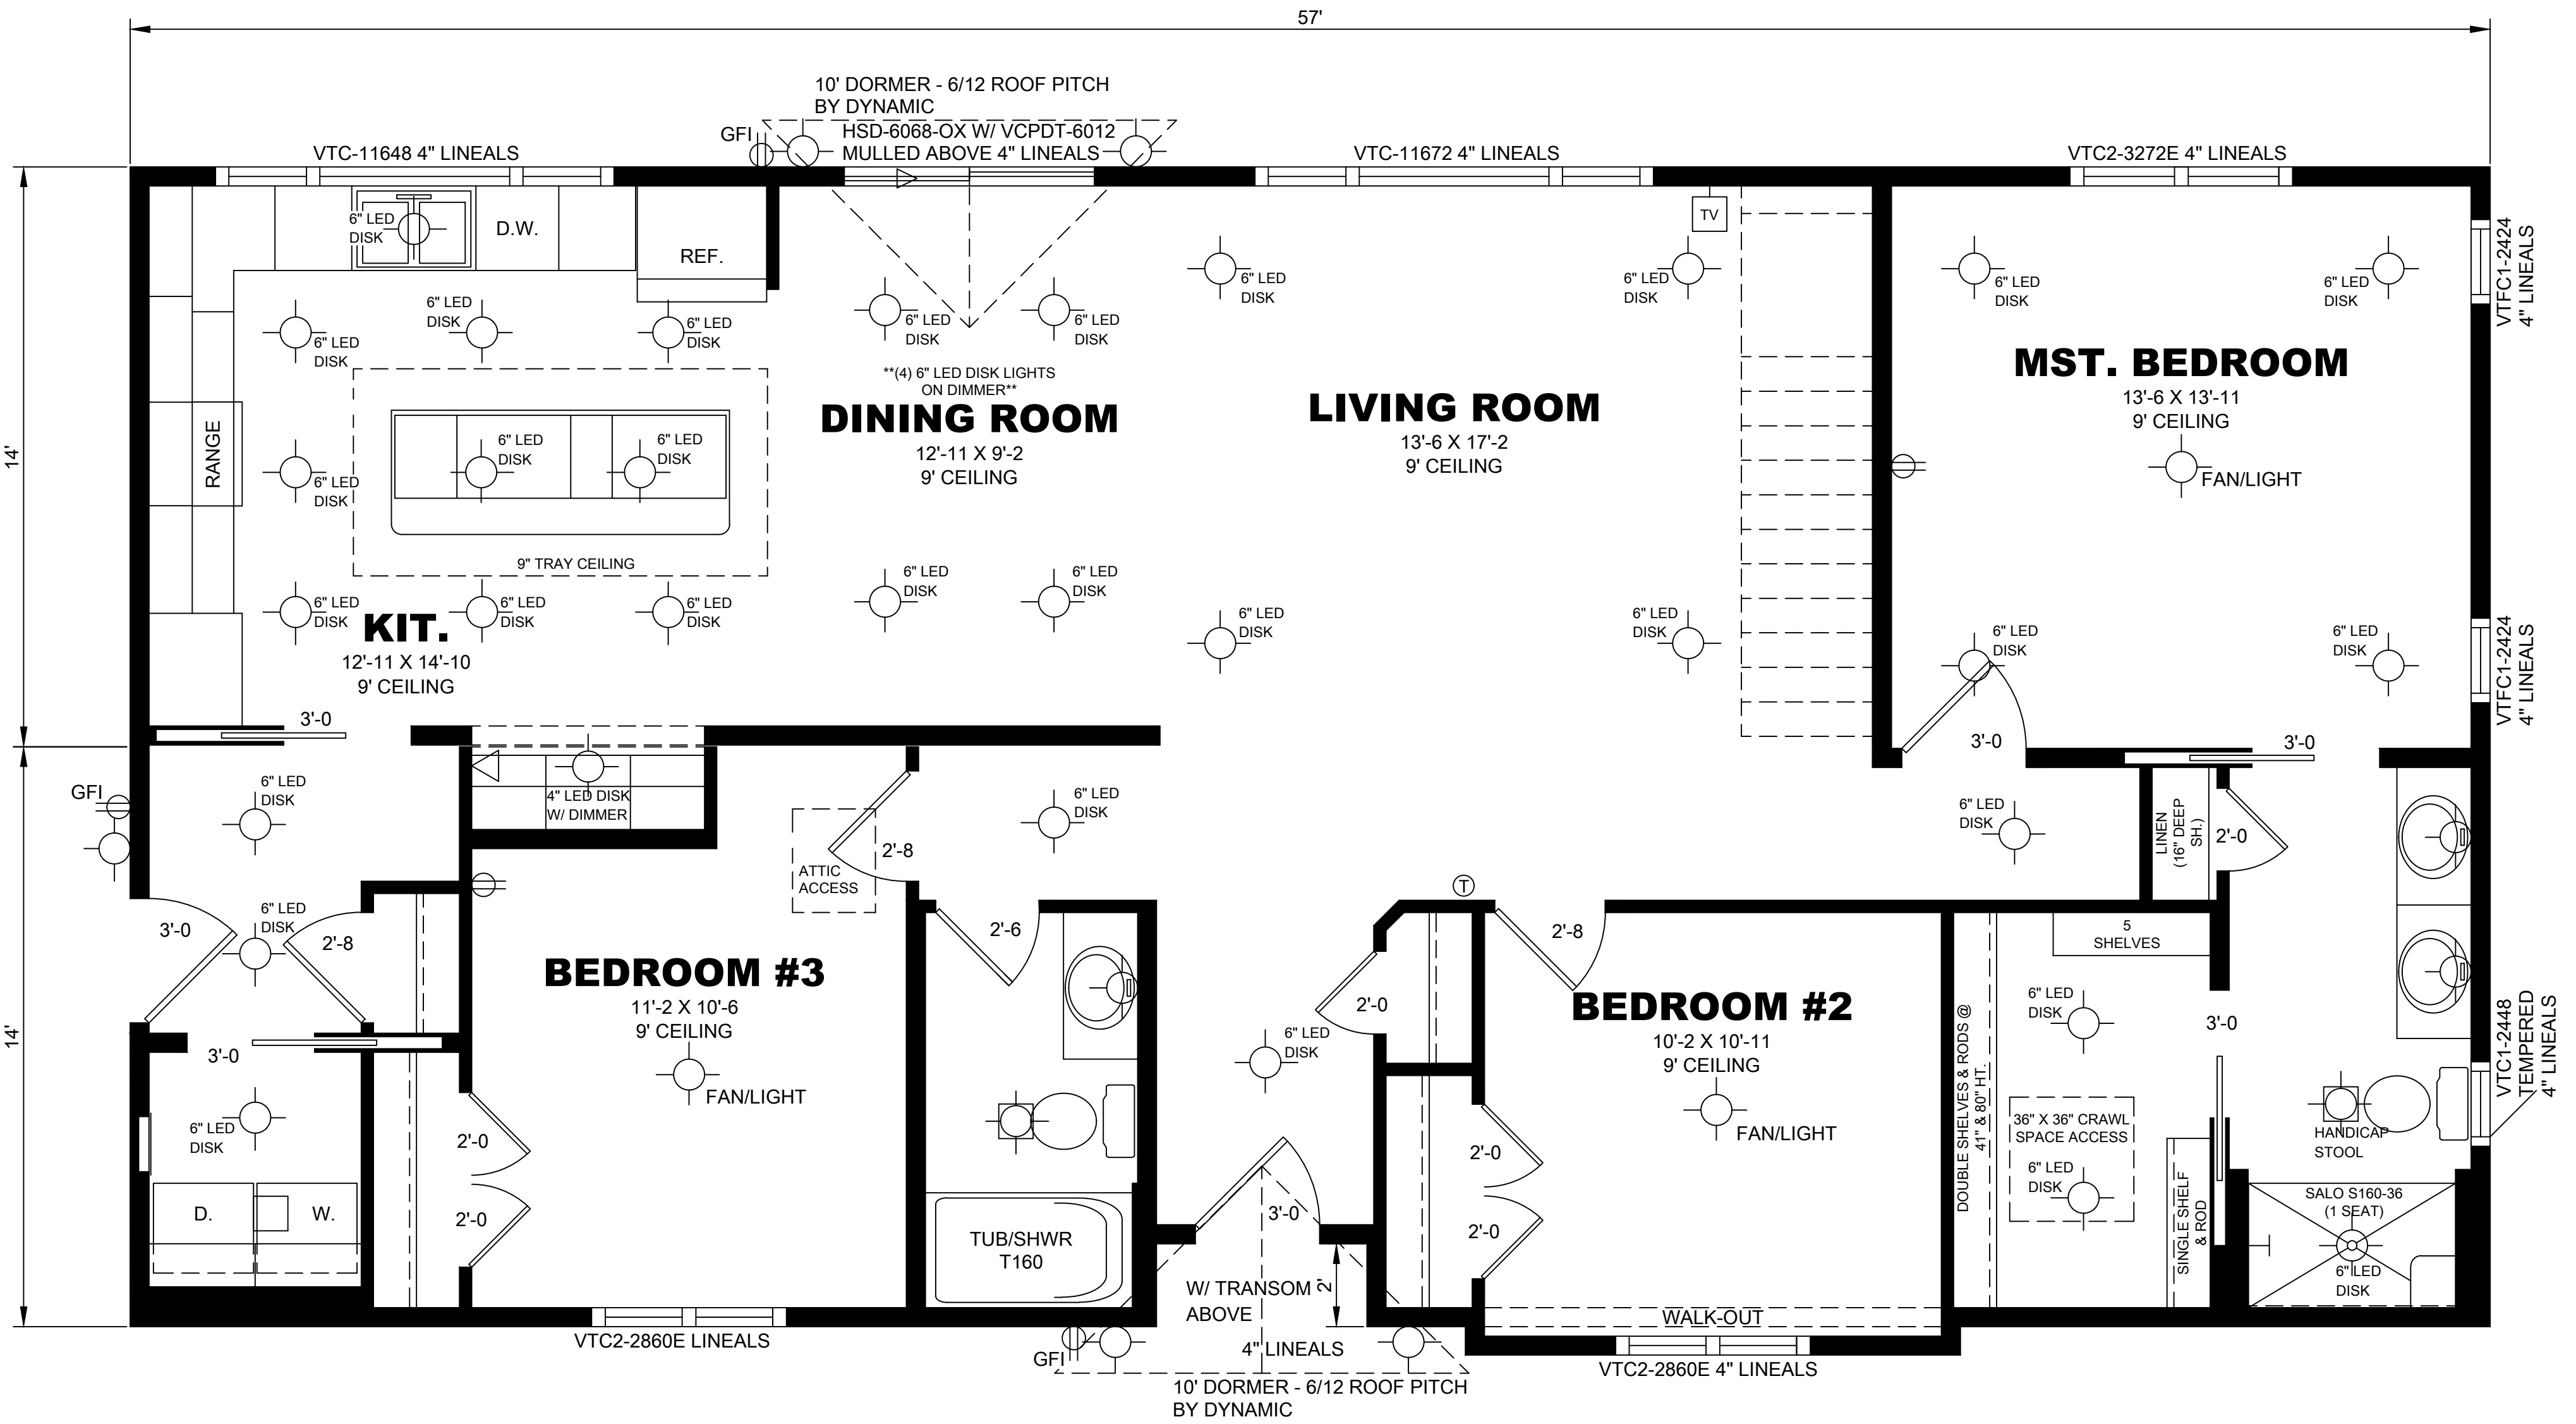 57'
10' DORMER - 6/12 ROOF PITCH
BY DYNAMIC
GFI
HSD-6068-OX W/ VCPDT-6012
MULLED ABOVE 4" LINEALS
VTC-11648 4" LINEALS
VTC-11672 4" LINEALS
VTC2-3272E 4" LINEALS
14'
14'
6" LED
DISK
D.W.
REF.
6" LED
DISK
6" LED
DISK
6" LED
DISK
RANGE
6" LED
DISK
6" LED
DISK
6" LED
DISK
9" TRAY CEILING
6" LED
DISK
6" LED
DISK
6" LED
DISK
KIT.
12'-11 X 14'-10
9' CEILING
6" LED
DISK
6" LED
DISK
**(4) 6" LED DISK LIGHTS
ON DIMMER**
DINING ROOM
12'-11 X 9'-2
9' CEILING
6" LED
DISK
6" LED
DISK
TV
6" LED
DISK
6" LED
DISK
LIVING ROOM
13'-6 X 17'-2
9' CEILING
6" LED
DISK
6" LED
DISK
6" LED
DISK
6" LED
DISK
MST. BEDROOM
13'-6 X 13'-11
9' CEILING
FAN/LIGHT
6" LED
DISK
6" LED
DISK
3'-0
3'-0
VTFC1-2424
4" LINEALS
VTFC1-2424
4" LINEALS
3'-0
GFI
6" LED
DISK
4" LED DISK
W/ DIMMER
ATTIC
ACCESS
2'-8
6" LED
DISK
6" LED
DISK
LINEN
(16" DEEP
SH.)
2'-0
3'-0
6" LED
DISK
2'-8
3'-0
6" LED
DISK
D.
W.
BEDROOM #3
11'-2 X 10'-6
9' CEILING
FAN/LIGHT
2'-0
2'-0
VTC2-2860E LINEALS
2'-6
TUB/SHWR
T160
T
2'-0
6" LED
DISK
3'-0
W/ TRANSOM
ABOVE
2'
4" LINEALS
GFI
10' DORMER - 6/12 ROOF PITCH
BY DYNAMIC
2'-8
BEDROOM #2
10'-2 X 10'-11
9' CEILING
FAN/LIGHT
2'-0
2'-0
WALK-OUT
VTC2-2860E 4" LINEALS
DOUBLE SHELVES & RODS @
41" & 80" HT.
5
SHELVES
6" LED
DISK
3'-0
36" X 36" CRAWL
SPACE ACCESS
6" LED
DISK
SINGLE SHELF
& ROD
HANDICAP
STOOL
SALO S160-36
(1 SEAT)
6" LED
DISK
VTC1-2448
TEMPERED
4" LINEALS